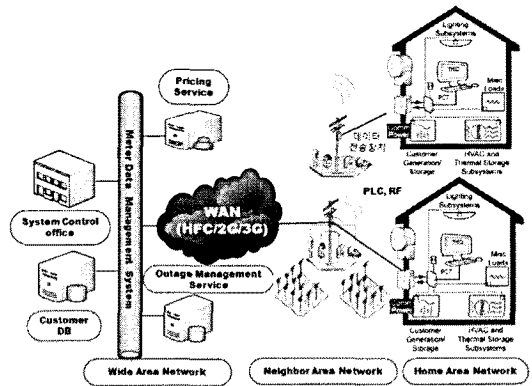 Lighting
Subsystems
Misc
Loads
Customer
Generation/
Storage
HVAC and
Thermal Storage
Subsystems
Pricing
Service
Meter Data Management System
데이터
전송장치
System Control
office
WAN
(HFC/2G/3G)
PLC, RF
Outage Management
Service
Customer
DB
Lighting
Subsystems
Misc
Loads
Customer
Generation/
Storage
HVAC and
Thermal Storage
Subsystems
Wide Area Network
Neighbor Area Network
Home Area Network